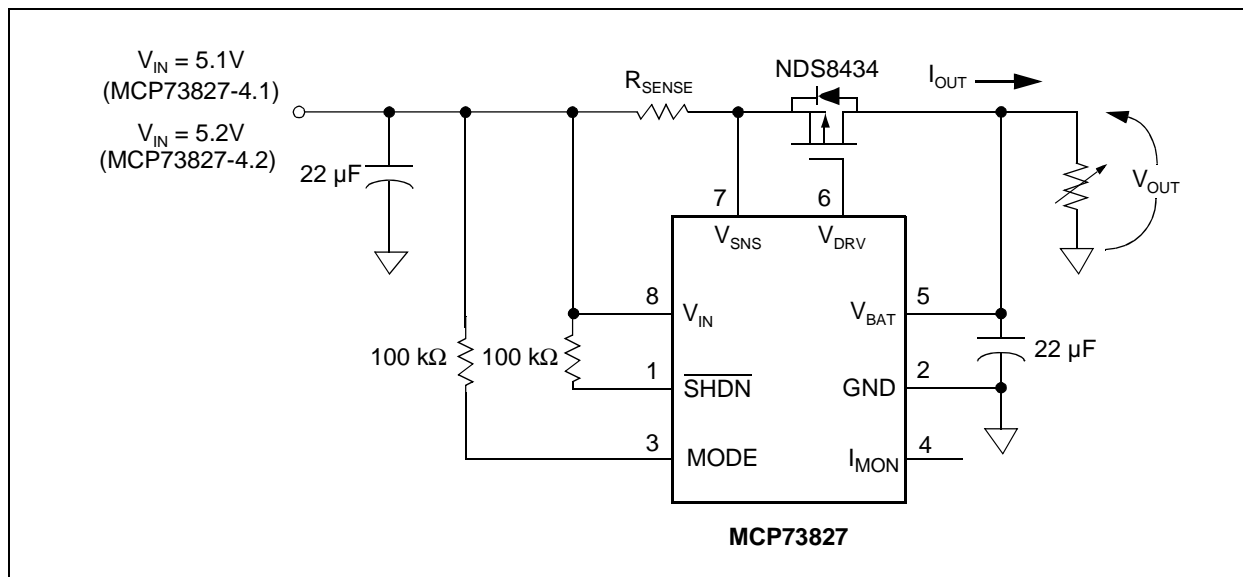 V_IN = 5.1V
(MCP73827-4.1)
V_IN = 5.2V
(MCP73827-4.2)
22 µF
R_SENSE
NDS8434
I_OUT
V_OUT
7
6
V_SNS
V_DRV
8
V_IN
V_BAT
5
100 kΩ
100 kΩ
22 µF
1
SHDN
GND
2
3
MODE
I_MON
4
MCP73827